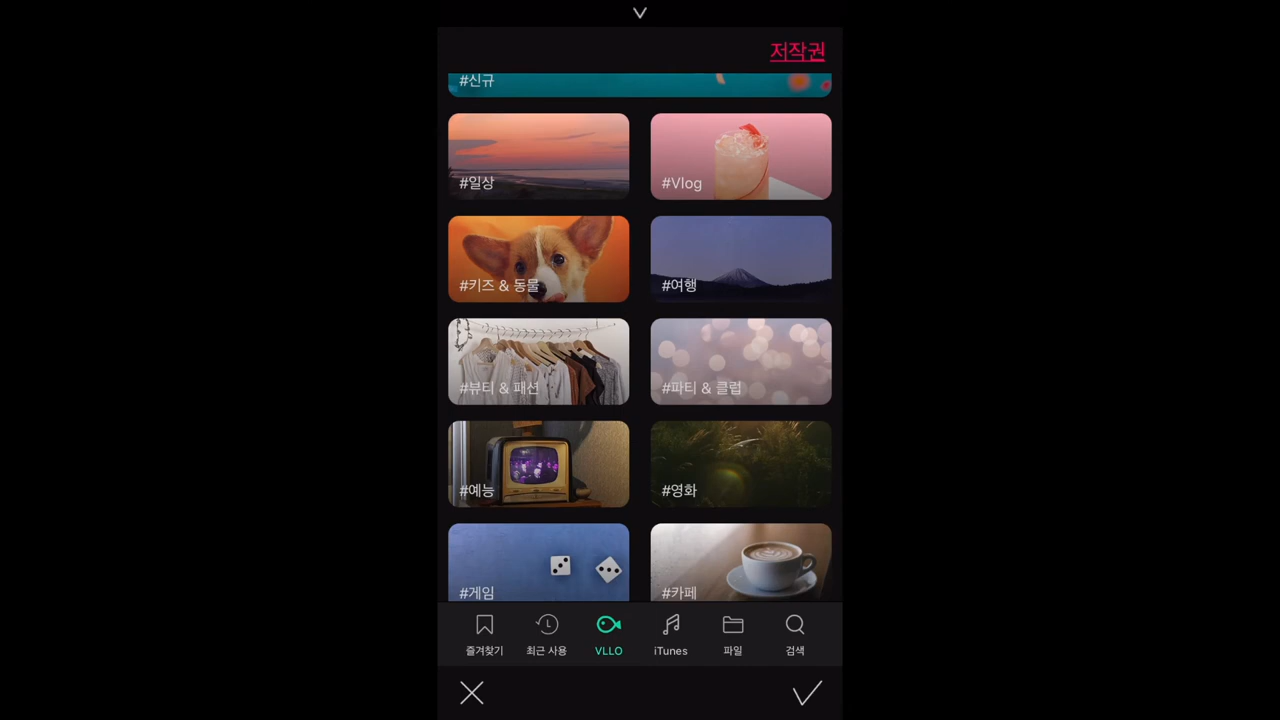 저작권
#신규
#일상
#Vlog
#키즈 & 동물
#여행
#뷰티 & 패션
#파티 & 클럽
#예능
#영화
#게임
#카페
즐겨찾기
최근 사용
VLLO
iTunes
파일
검색